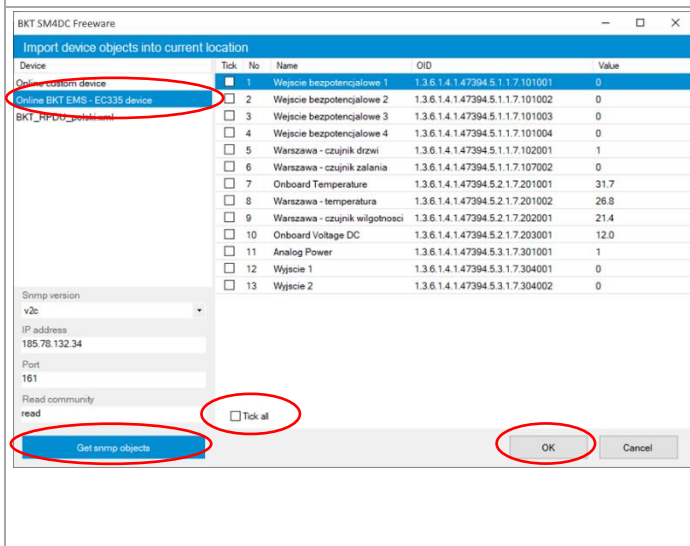 BKT SM4DC Freeware
Import device objects into current location
Device
Online custom device
Online BKT EMS - EC335 device
BKT_RPDU_polski.xml
Snmp version
v2c
IP address
185.78.132.34
Port
161
Read community
read
Get snmp objects
Tick No Name OID Value
1 Wejscie bezpotencjalowe 1 1.3.6.1.4.1.47394.5.1.1.7.101001 0
2 Wejscie bezpotencjalowe 2 1.3.6.1.4.1.47394.5.1.1.7.101002 0
3 Wejscie bezpotencjalowe 3 1.3.6.1.4.1.47394.5.1.1.7.101003 0
4 Wejscie bezpotencjalowe 4 1.3.6.1.4.1.47394.5.1.1.7.101004 0
5 Warszawa - czujnik drzwi 1.3.6.1.4.1.47394.5.1.1.7.102001 1
6 Warszawa - czujnik zalania 1.3.6.1.4.1.47394.5.1.1.7.107002 0
7 Onboard Temperature 1.3.6.1.4.1.47394.5.2.1.7.201001 31.7
8 Warszawa - temperatura 1.3.6.1.4.1.47394.5.2.1.7.201002 26.8
9 Warszawa - czujnik wilgotnosci 1.3.6.1.4.1.47394.5.2.1.7.202001 21.4
10 Onboard Voltage DC 1.3.6.1.4.1.47394.5.2.1.7.203001 12.0
11 Analog Power 1.3.6.1.4.1.47394.5.3.1.7.301001 1
12 Wyjscie 1 1.3.6.1.4.1.47394.5.3.1.7.304001 0
13 Wyjscie 2 1.3.6.1.4.1.47394.5.3.1.7.304002 0
Tick all
OK
Cancel